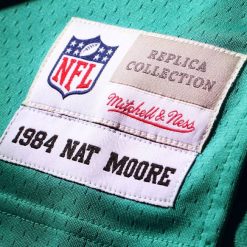 NFL
REPLICA
COLLECTION
Mitchell & Ness
1984 NAT MOORE